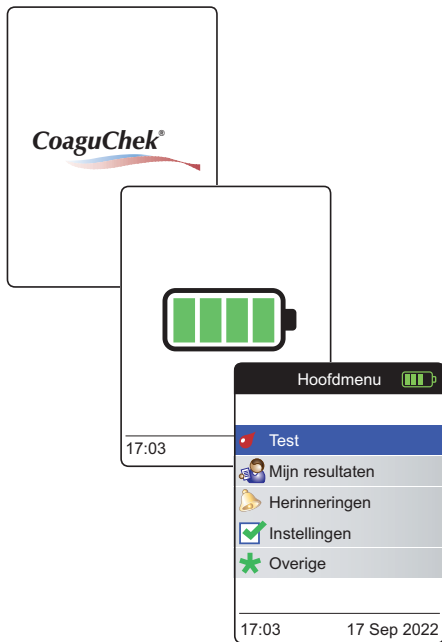 CoaguChek®
17:03
Hoofdmenu
Test
Mijn resultaten
Herinneringen
Instellingen
Overige
17:03 17 Sep 2022